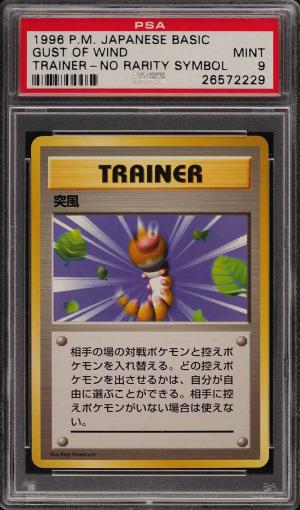 PSA
1996 P.M. JAPANESE BASIC
GUST OF WIND MINT
TRAINER - NO RARITY SYMBOL 9
26572229
TRAINER
突風
相手の場の対戦ポケモンと控えポ
ケモンを入れ替える。どの控えポケ
モンを出させるかは、自分が自
由に選ぶことができる。相手に控
えポケモンがいない場合は使えな
い。
Illus. Keiji Kinebuchi